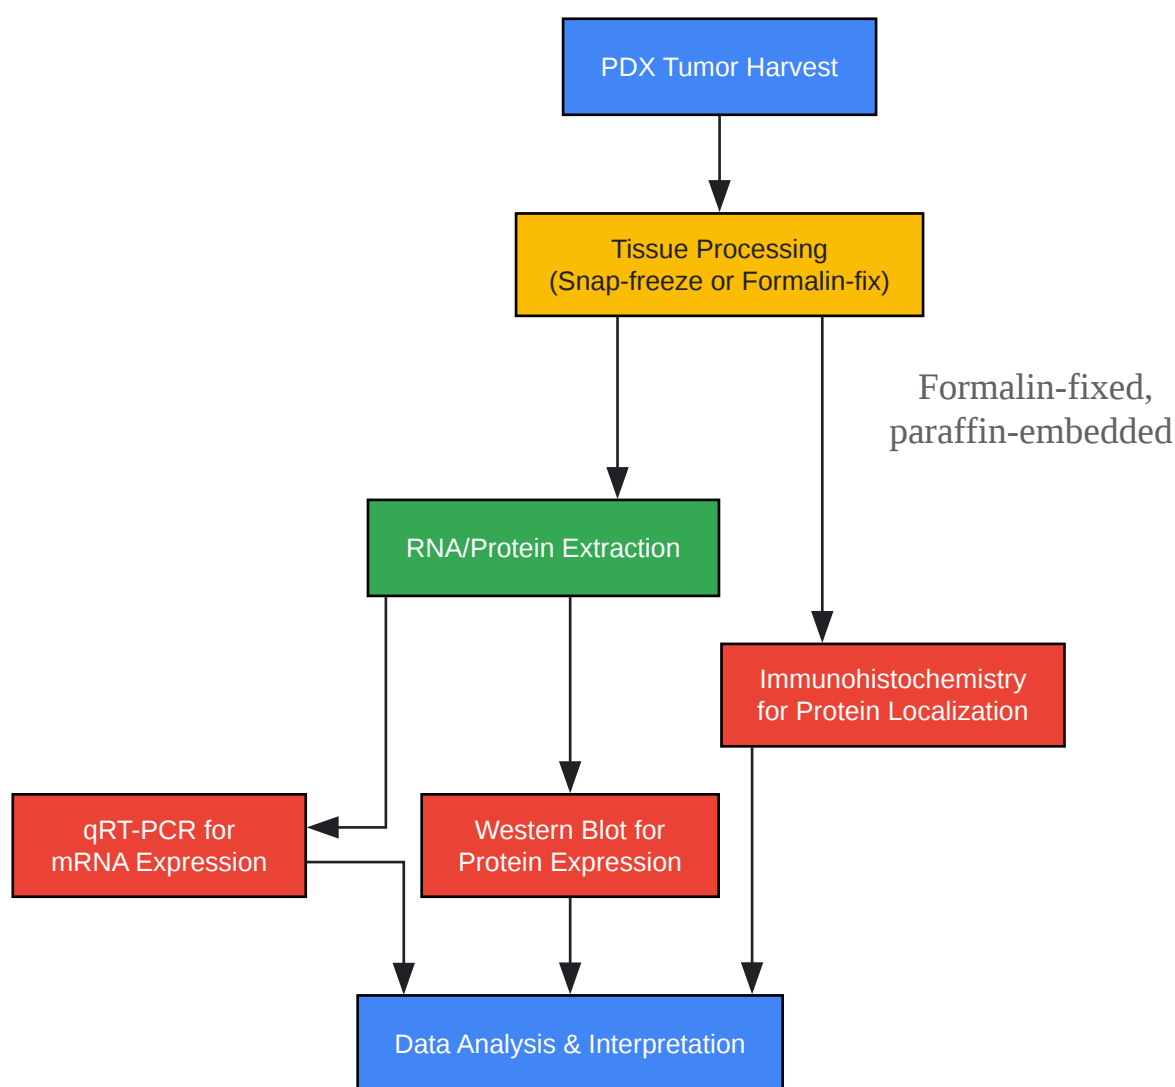 PDX Tumor Harvest
Tissue Processing
(Snap-freeze or Formalin-fix)
Formalin-fixed,
paraffin-embedded
RNA/Protein Extraction
Immunohistochemistry
for Protein Localization
qRT-PCR for
mRNA Expression
Western Blot for
Protein Expression
Data Analysis & Interpretation